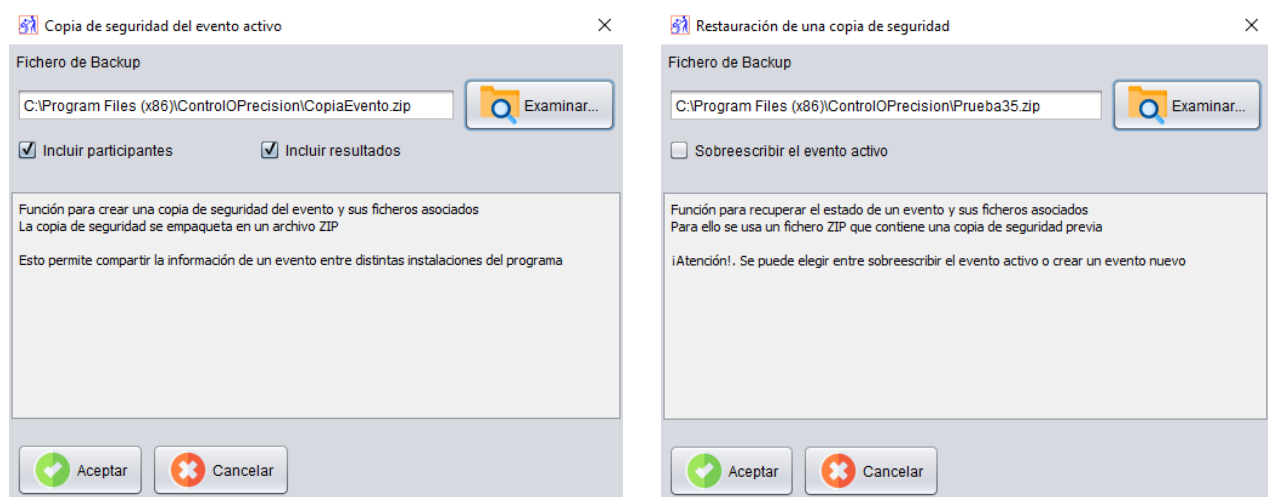 Copia de seguridad del evento activo
Fichero de Backup
C:\Program Files (x86)\ControlOPrecision\CopiaEvento.zip
Examinar...
Incluir participantes
Incluir resultados
Función para crear una copia de seguridad del evento y sus ficheros asociados
La copia de seguridad se empaqueta en un archivo ZIP
Esto permite compartir la información de un evento entre distintas instalaciones del programa
Aceptar
Cancelar
Restauración de una copia de seguridad
Fichero de Backup
C:\Program Files (x86)\ControlOPrecision\Prueba35.zip
Examinar...
Sobreescribir el evento activo
Función para recuperar el estado de un evento y sus ficheros asociados
Para ello se usa un fichero ZIP que contiene una copia de seguridad previa
¡Atención!. Se puede elegir entre sobreescribir el evento activo o crear un evento nuevo
Aceptar
Cancelar